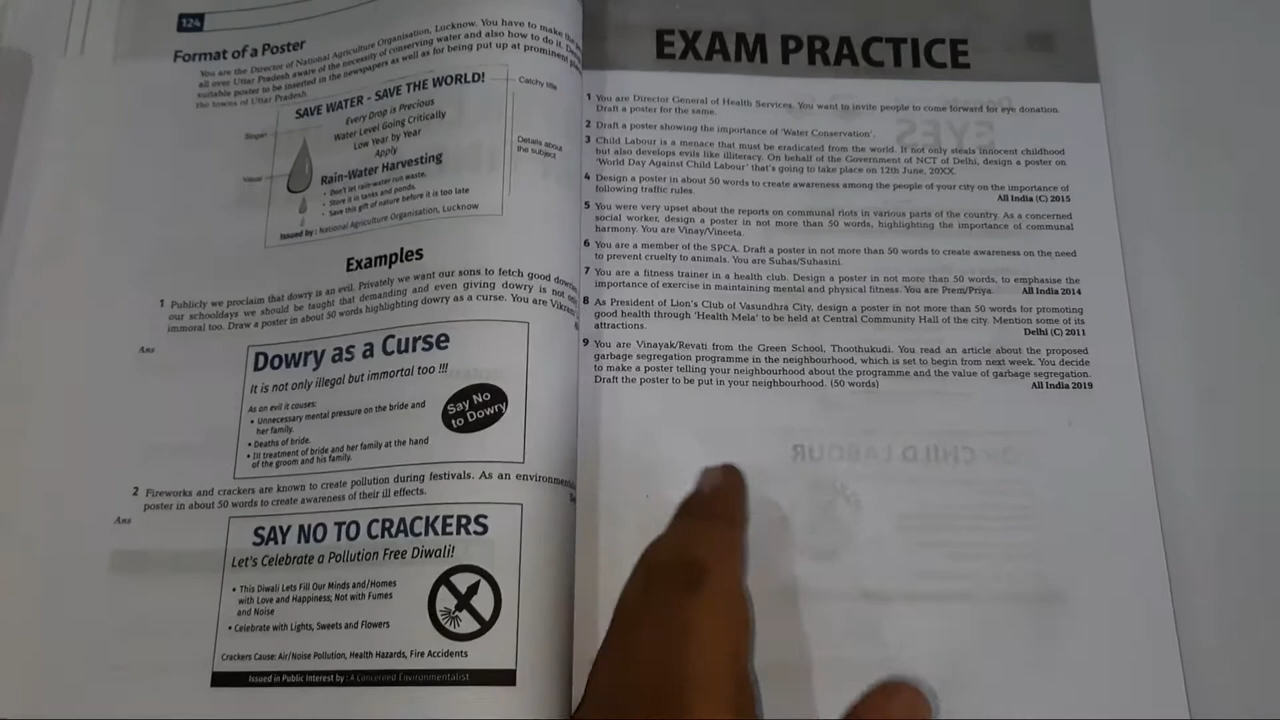 124
Format of a Poster
You are the Director of National Agriculture Organisation, Lucknow. You have to make the
all over Uttar Pradesh aware of the necessity of conserving water and also how to do it.
suitable poster to be inserted in the newspapers as well as for being put up at prominent
the towns of Uttar Pradesh.
SAVE WATER - SAVE THE WORLD!
Catchy title
Slogan
Every Drop is Precious
Water Level Going Critically
Low Year by Year
Apply
Details about
the subject
Visual
Rain-Water Harvesting
• Don't let rain-water run waste.
• Store it in tanks and ponds.
• Save this gift of nature before it is too late
Issued by : National Agriculture Organisation, Lucknow
Examples
1 Publicly we proclaim that dowry is an evil. Privately we want our sons to fetch good
our schooldays we should be taught that demanding and even giving dowry is not
immoral too. Draw a poster in about 50 words highlighting dowry as a curse. You are
Ans
Dowry as a Curse
It is not only illegal but immortal too !!!
As an evil it causes:
• Unnecessary mental pressure on the bride and
her family.
• Deaths of bride.
• Ill treatment of bride and her family at the hand
of the groom and his family.
Say No
to Dowry
2 Fireworks and crackers are known to create pollution during festivals. As an
poster in about 50 words to create awareness of their ill effects.
Ans
SAY NO TO CRACKERS
Let's Celebrate a Pollution Free Diwali!
• This Diwali Lets Fill Our Minds and/Homes
with Love and Happiness; Not with Fumes
and Noise
• Celebrate with Lights, Sweets and Flowers
Crackers Cause: Air/Noise Pollution, Health Hazards, Fire Accidents
Issued in Public Interest by : A Concerned Environmentalist
EXAM PRACTICE
1 You are Director General of Health Services. You want to invite people to come forward for eye donation.
Draft a poster for the same.
2 Draft a poster showing the importance of 'Water Conservation'.
3 Child Labour is a menace that must be eradicated from the world. It not only steals innocent childhood
but also develops evils like illiteracy. On behalf of the Government of NCT of Delhi, design a poster on
'World Day Against Child Labour' that's going to take place on 12th June, 20XX.
4 Design a poster in about 50 words to create awareness among the people of your city on the importance of
following traffic rules.
All India (C) 2015
5 You were very upset about the reports on communal riots in various parts of the country. As a concerned
social worker, design a poster in not more than 50 words, highlighting the importance of communal
harmony. You are Vinay/Vineeta.
6 You are a member of the SPCA. Draft a poster in not more than 50 words to create awareness on the need
to prevent cruelty to animals. You are Suhas/Suhasini.
7 You are a fitness trainer in a health club. Design a poster in not more than 50 words, to emphasise the
importance of exercise in maintaining mental and physical fitness. You are Prem/Priya. All India 2014
8 As President of Lion's Club of Vasundhra City, design a poster in not more than 50 words for promoting
good health through 'Health Mela' to be held at Central Community Hall of the city. Mention some of its
attractions.
Delhi (C) 2011
9 You are Vinayak/Revati from the Green School, Thoothukudi. You read an article about the proposed
garbage segregation programme in the neighbourhood, which is set to begin from next week. You decide
to make a poster telling your neighbourhood about the programme and the value of garbage segregation.
Draft the poster to be put in your neighbourhood. (50 words) All India 2019